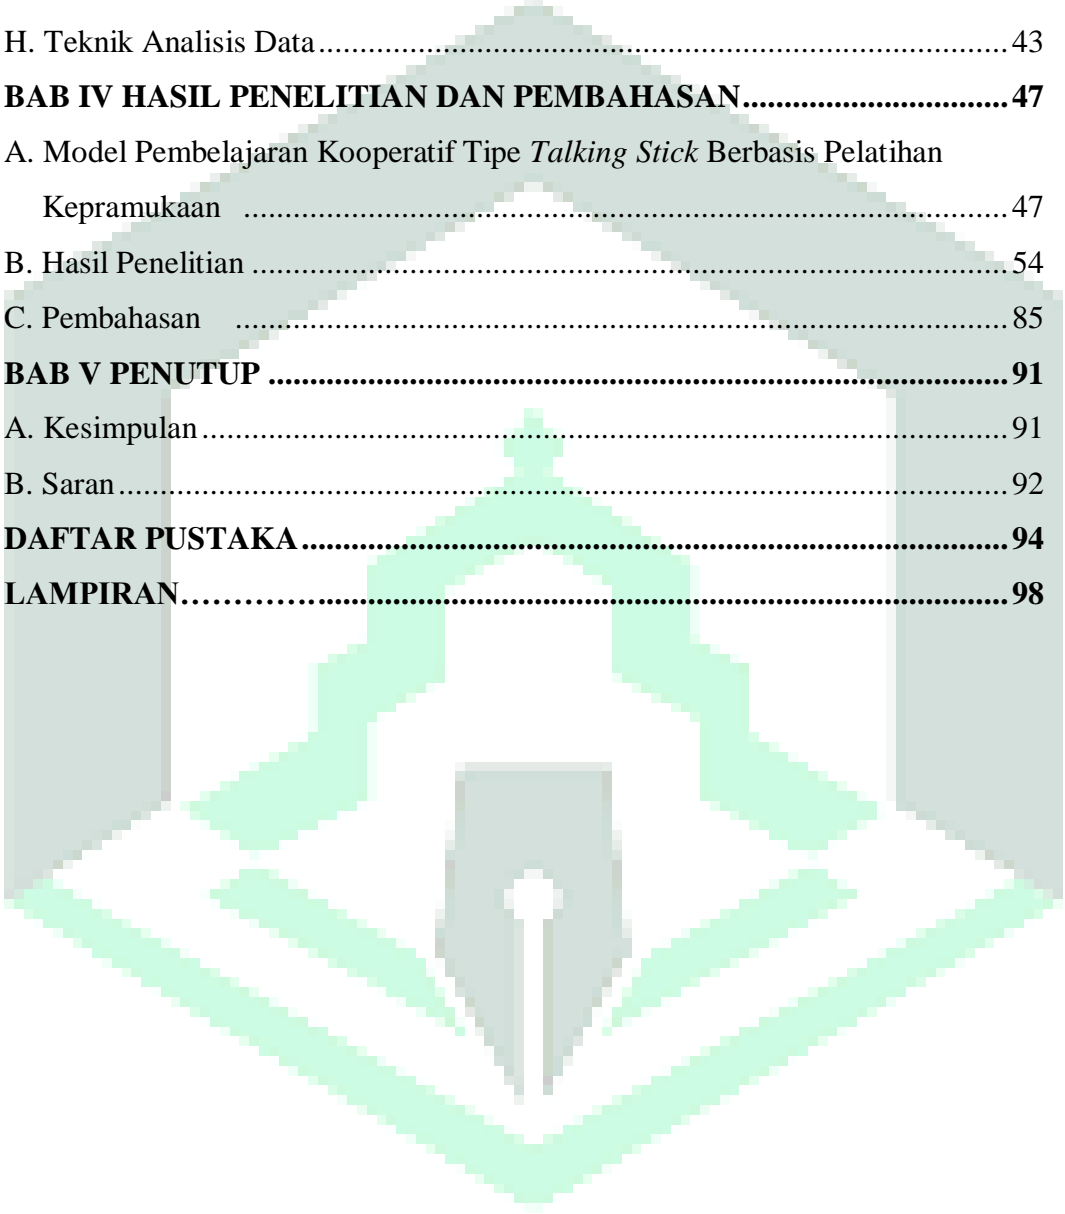 H. Teknik Analisis Data.....................................................................................43
BAB IV HASIL PENELITIAN DAN PEMBAHASAN................................47
A. Model Pembelajaran Kooperatif Tipe Talking Stick Berbasis Pelatihan
Kepramukaan ..............................................................................................47
B. Hasil Penelitian .............................................................................................54
C. Pembahasan ...............................................................................................85
BAB V PENUTUP ...........................................................................................91
A. Kesimpulan...................................................................................................91
B. Saran.............................................................................................................92
DAFTAR PUSTAKA.......................................................................................94
LAMPIRAN…………......................................................................................98